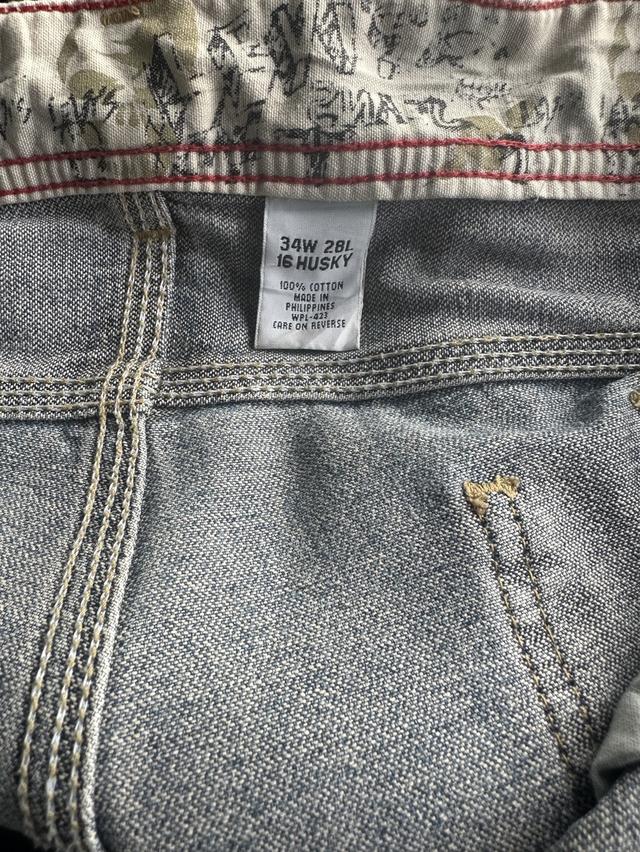 34W 28L
16 HUSKY
100% COTTON
MADE IN
PHILIPPINES
WPL-423
CARE ON REVERSE